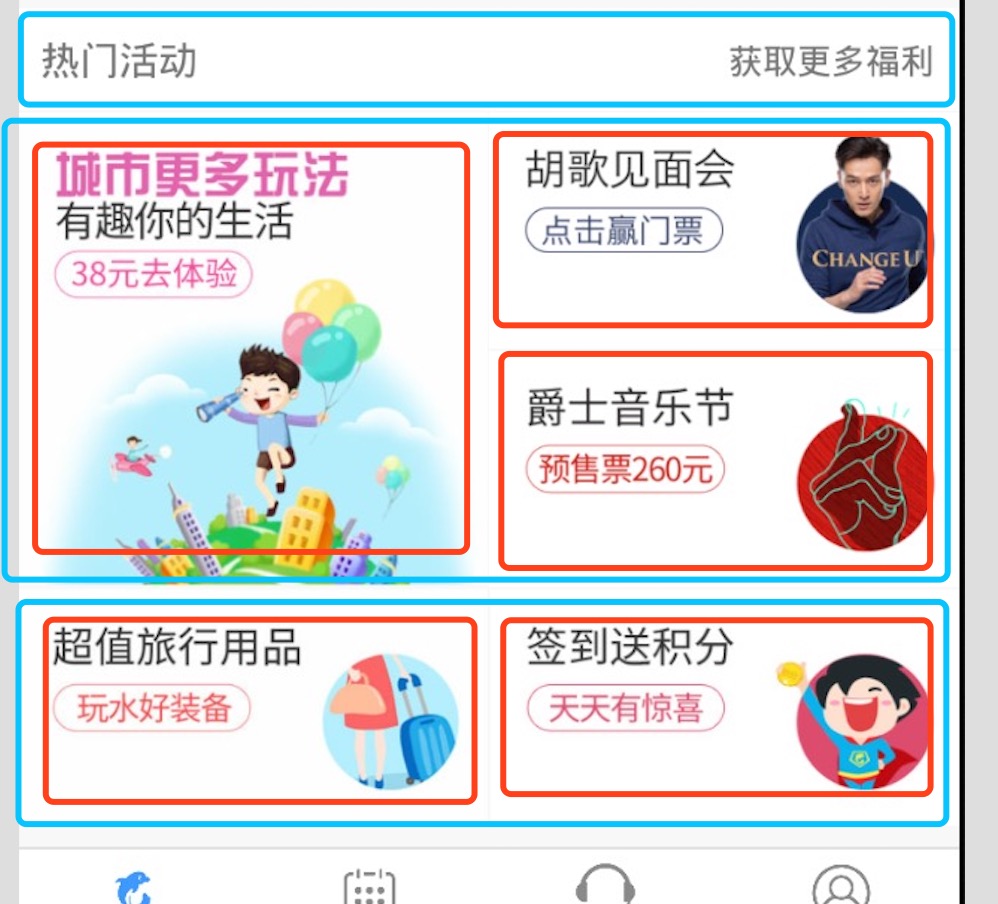 热门活动
获取更多福利
城市更多玩法
有趣你的生活
38元去体验
胡歌见面会
点击赢门票
CHANGE U
爵士音乐节
预售票260元
超值旅行用品
玩水好装备
签到送积分
天天有惊喜